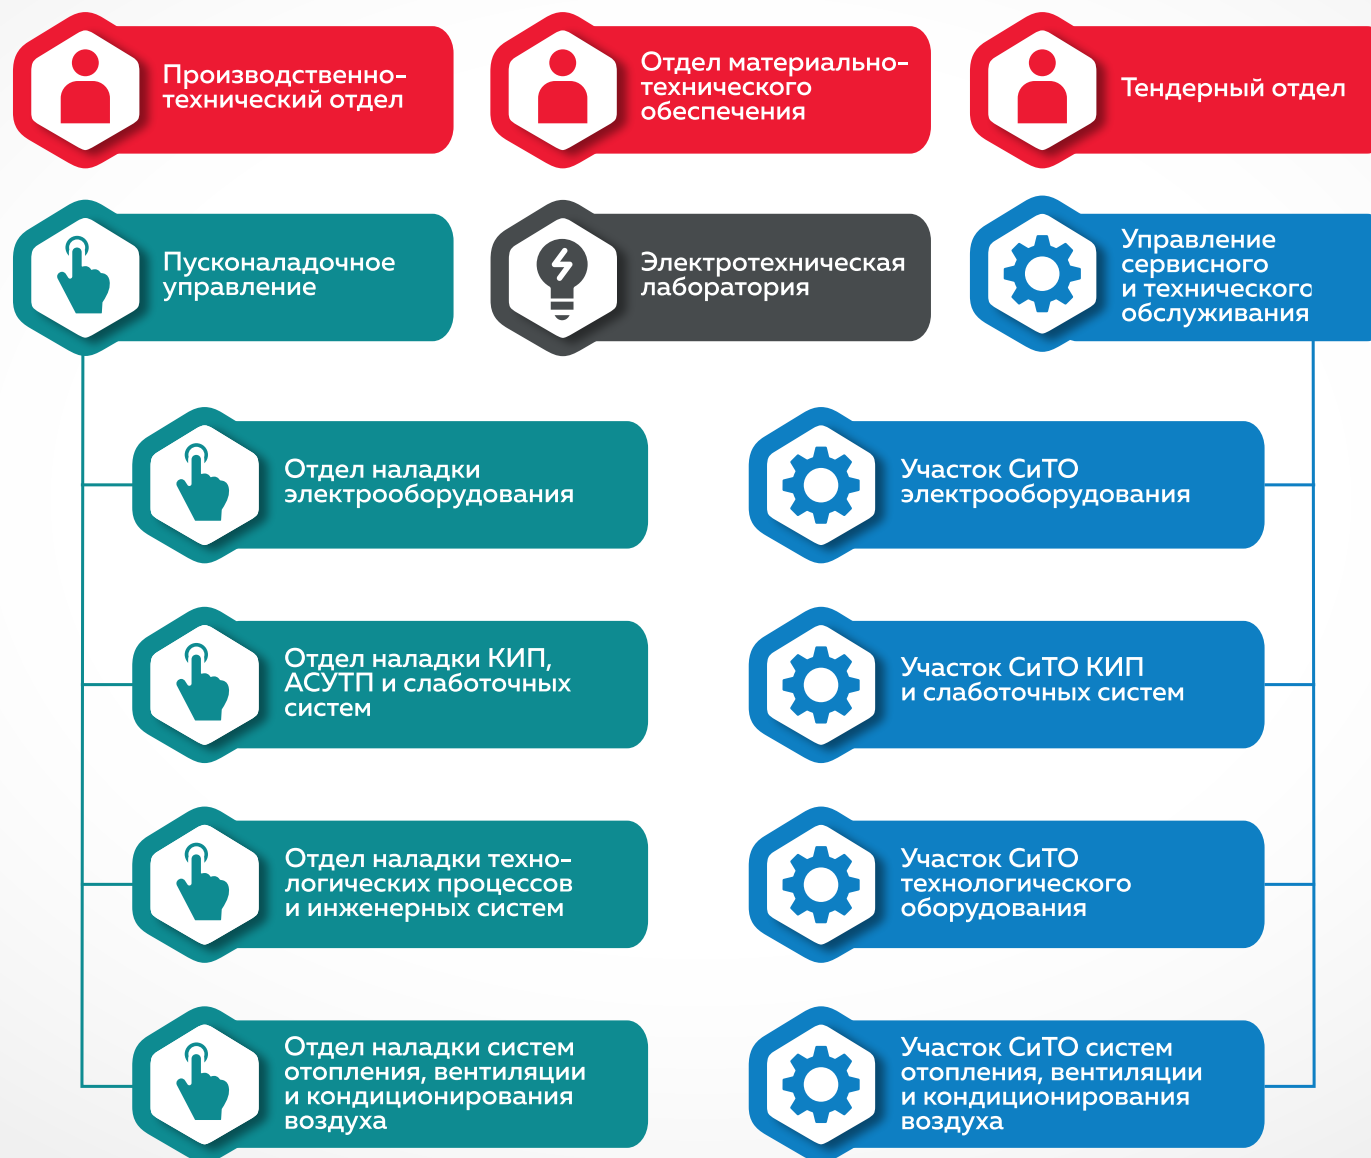 Производственно-
технический отдел
Отдел материально-
технического
обеспечения
Тендерный отдел
Пусконаладочное
управление
Электротехническая
лаборатория
Управление
сервисного
и технического
обслуживания
Отдел наладки
электрооборудования
Участок СиТО
электрооборудования
Отдел наладки КИП,
АСУТП и слаботочных
систем
Участок СиТО КИП
и слаботочных систем
Отдел наладки техно-
логических процессов
и инженерных систем
Участок СиТО
технологического
оборудования
Отдел наладки систем
отопления, вентиляции
и кондиционирования
воздуха
Участок СиТО систем
отопления, вентиляции
и кондиционирования
воздуха